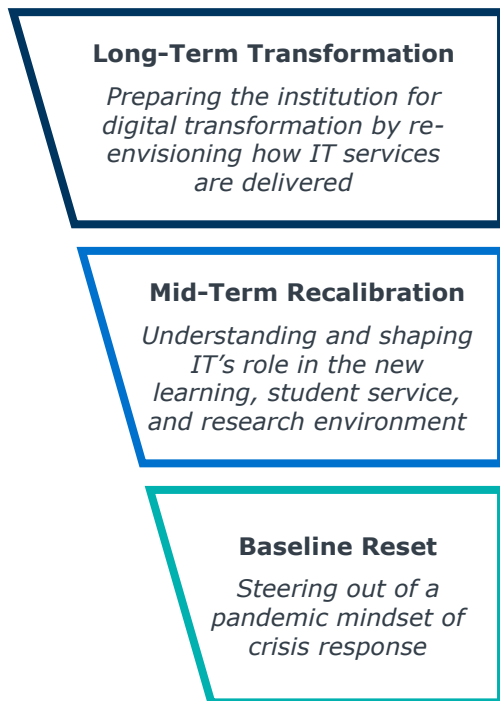 Long-Term Transformation
Preparing the institution for
digital transformation by re-
envisioning how IT services
are delivered
Mid-Term Recalibration
Understanding and shaping
IT’s role in the new
learning, student service,
and research environment
Baseline Reset
Steering out of a
pandemic mindset of
crisis response